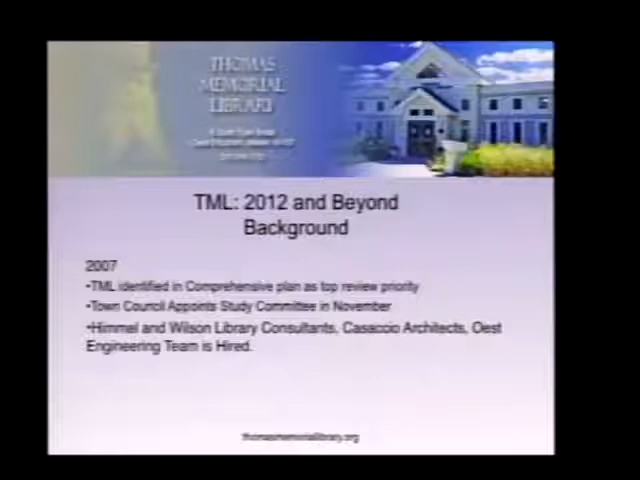 THOMAS
MEMORIAL
LIBRARY
TML: 2012 and Beyond
Background
2007
•TML identified in Comprehensive plan as top review priority
•Town Council Appoints Study Committee in November
•Himmel and Wilson Library Consultants, Casaccio Architects, Oest
Engineering Team is Hired.
thomasmemoriallibrary.org